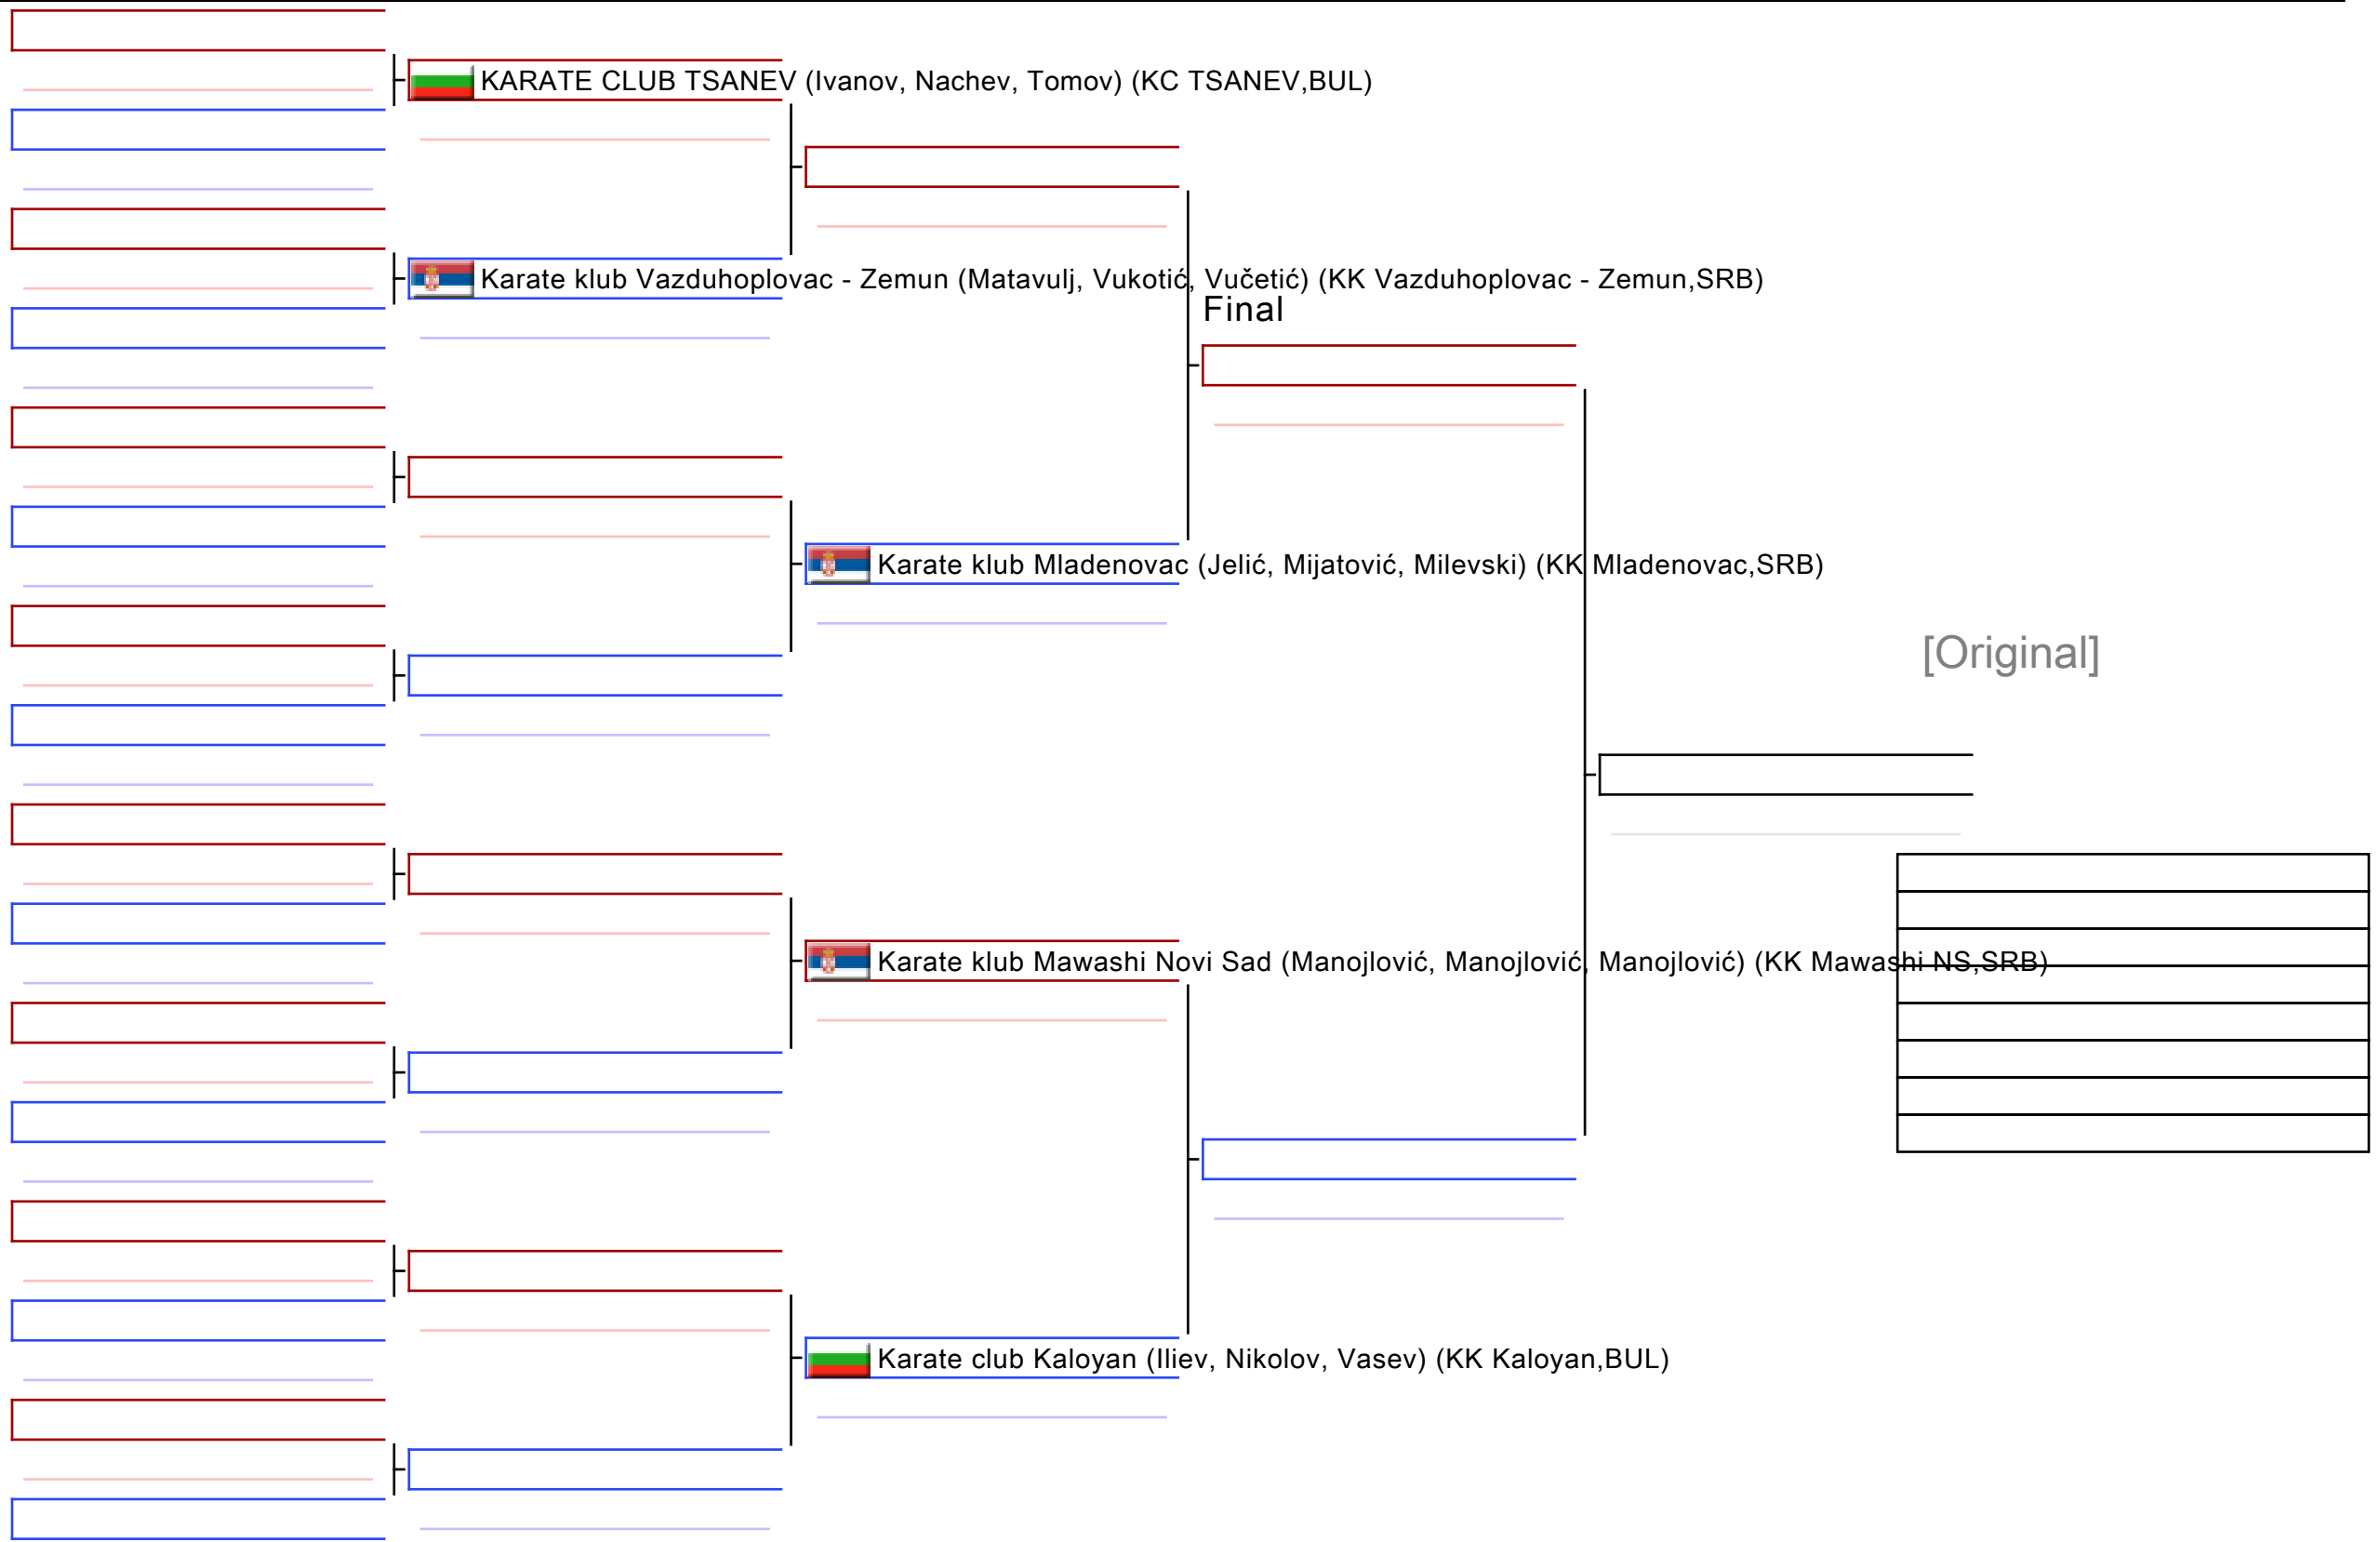 KARATE CLUB TSANEV (Ivanov, Nachev, Tomov) (KC TSANEV,BUL)
Karate klub Vazduhoplovac - Zemun (Matavulj, Vukotić, Vučetić) (KK Vazduhoplovac - Zemun,SRB)
Final
Karate klub Mladenovac (Jelić, Mijatović, Milevski) (KK Mladenovac,SRB)
[Original]
Karate klub Mawashi Novi Sad (Manojlović, Manojlović, Manojlović) (KK Mawashi NS,SRB)
Karate club Kaloyan (Iliev, Nikolov, Vasev) (KK Kaloyan,BUL)